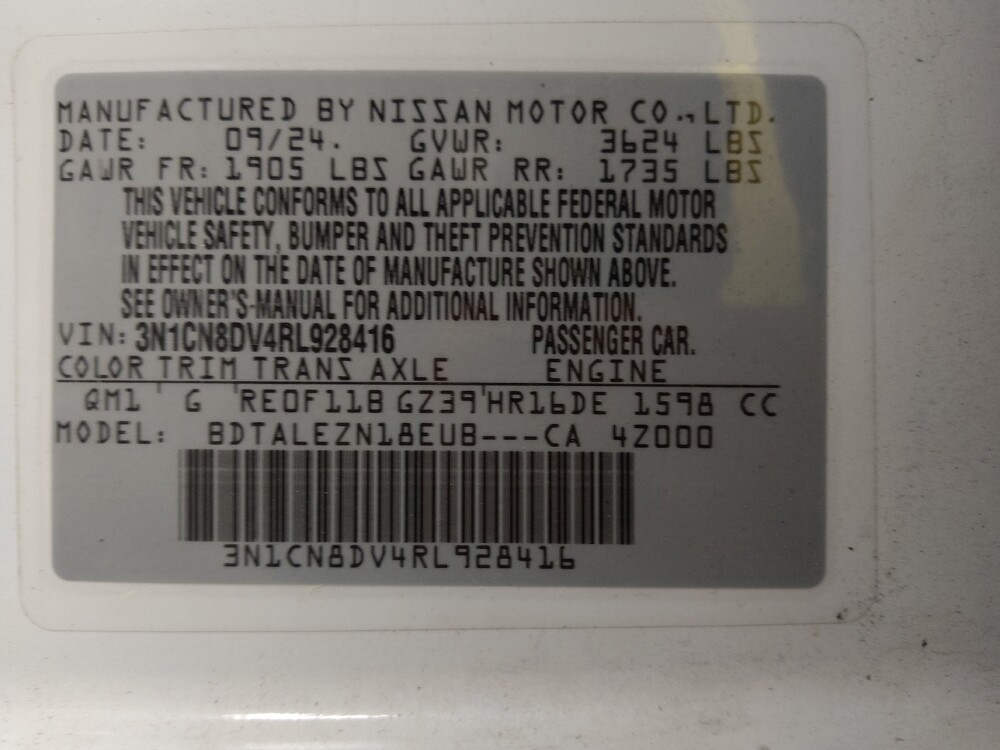 MANUFACTURED BY NISSAN MOTOR CO.,LTD.
DATE: 09/24. GVWR: 3624 LBS
GAWR FR: 1905 LBS GAWR RR: 1735 LBS
THIS VEHICLE CONFORMS TO ALL APPLICABLE FEDERAL MOTOR
VEHICLE SAFETY, BUMPER AND THEFT PREVENTION STANDARDS
IN EFFECT ON THE DATE OF MANUFACTURE SHOWN ABOVE.
SEE OWNER'S-MANUAL FOR ADDITIONAL INFORMATION.
VIN: 3N1CN8DV4RL928416 PASSENGER CAR.
COLOR TRIM TRANS AXLE ENGINE
QM1 ' G 'RE0F11B GZ39'HR16DE 1598 CC
MODEL: BDTALEZN18EUB---CA 4Z000
3N1CN8DV4RL928416